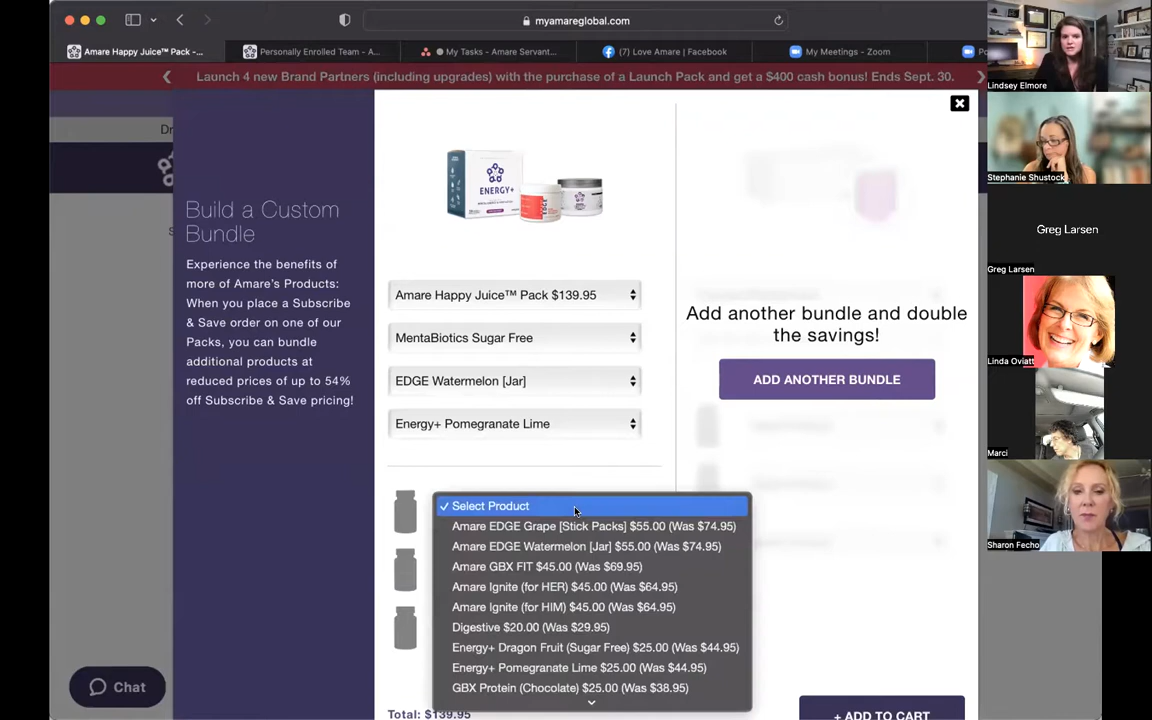 myamareglobal.com
Amare Happy Juice™ Pack -...
Personally Enrolled Team - A...
My Tasks - Amare Servant...
(7) Love Amare | Facebook
My Meetings - Zoom
Launch 4 new Brand Partners (including upgrades) with the purchase of a Launch Pack and get a $400 cash bonus! Ends Sept. 30.
Build a Custom
Bundle
Experience the benefits of
more of Amare's Products:
When you place a Subscribe
& Save order on one of our
Packs, you can bundle
additional products at
reduced prices of up to 54%
off Subscribe & Save pricing!
Chat
ENERGY+
EDGE
Amare Happy Juice™ Pack $139.95
MentaBiotics Sugar Free
EDGE Watermelon [Jar]
Energy+ Pomegranate Lime
✓ Select Product
Amare EDGE Grape [Stick Packs] $55.00 (Was $74.95)
Amare EDGE Watermelon [Jar] $55.00 (Was $74.95)
Amare GBX FIT $45.00 (Was $69.95)
Amare Ignite (for HER) $45.00 (Was $64.95)
Amare Ignite (for HIM) $45.00 (Was $64.95)
Digestive $20.00 (Was $29.95)
Energy+ Dragon Fruit (Sugar Free) $25.00 (Was $44.95)
Energy+ Pomegranate Lime $25.00 (Was $44.95)
GBX Protein (Chocolate) $25.00 (Was $38.95)
Total: $139.95
Add another bundle and double
the savings!
ADD ANOTHER BUNDLE
+ ADD TO CART
Lindsey Elmore
Stephanie Shustock
Greg Larsen
Greg Larsen
Linda Oviatt
Marci
Sharon Fecho